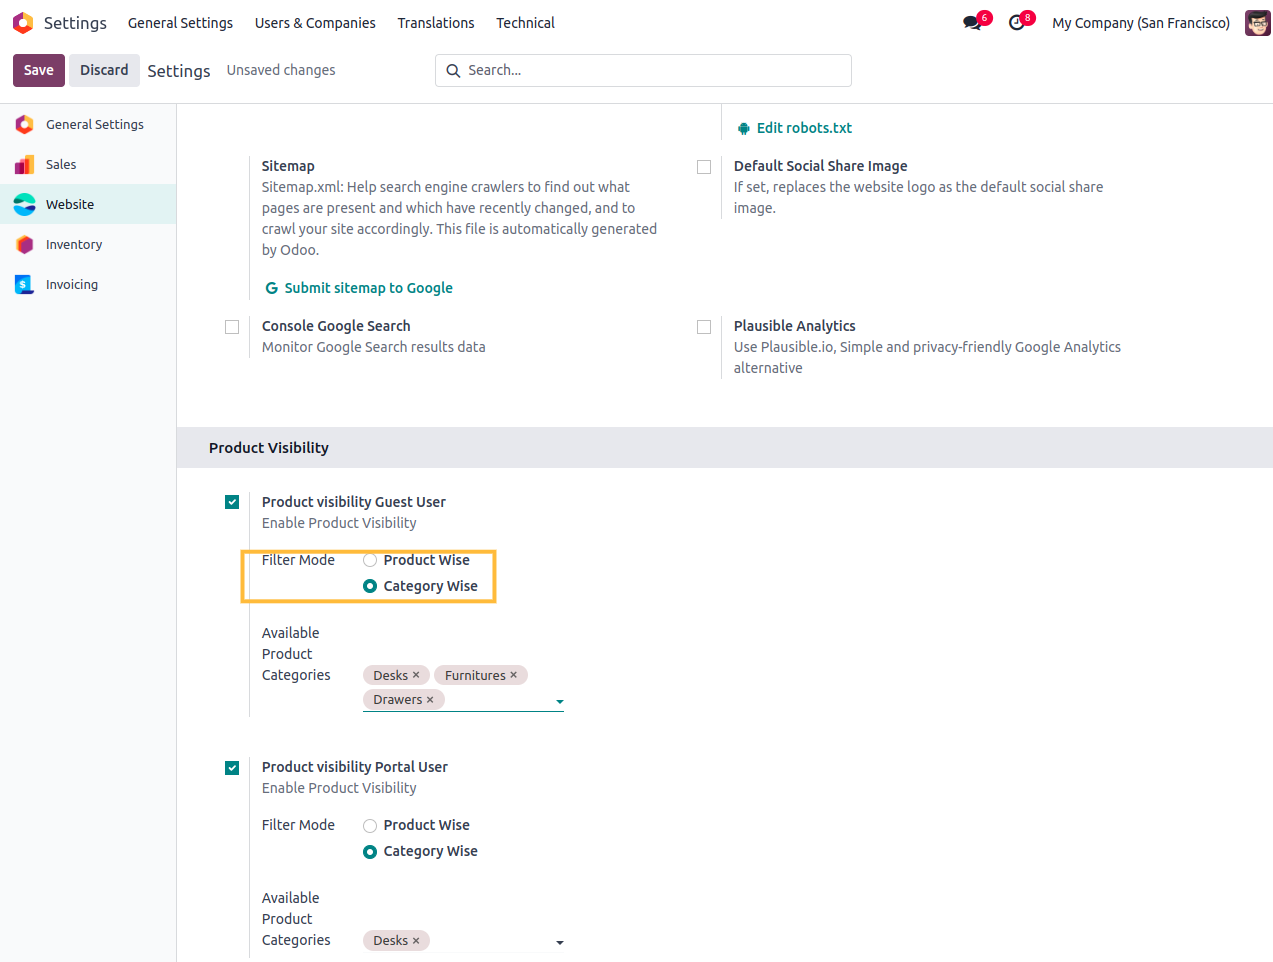 Settings General Settings Users & Companies Translations Technical 6 8 My Company (San Francisco)
Save Discard Settings Unsaved changes Search...
General Settings
Sales
Website
Inventory
Invoicing
Edit robots.txt
Sitemap
Sitemap.xml: Help search engine crawlers to find out what
pages are present and which have recently changed, and to
crawl your site accordingly. This file is automatically generated
by Odoo.
Submit sitemap to Google
Default Social Share Image
If set, replaces the website logo as the default social share
image.
Console Google Search
Monitor Google Search results data
Plausible Analytics
Use Plausible.io, Simple and privacy-friendly Google Analytics
alternative
Product Visibility
Product visibility Guest User
Enable Product Visibility
Filter Mode Product Wise
Category Wise
Available
Product
Categories Desks × Furnitures ×
Drawers ×
Product visibility Portal User
Enable Product Visibility
Filter Mode Product Wise
Category Wise
Available
Product
Categories Desks ×